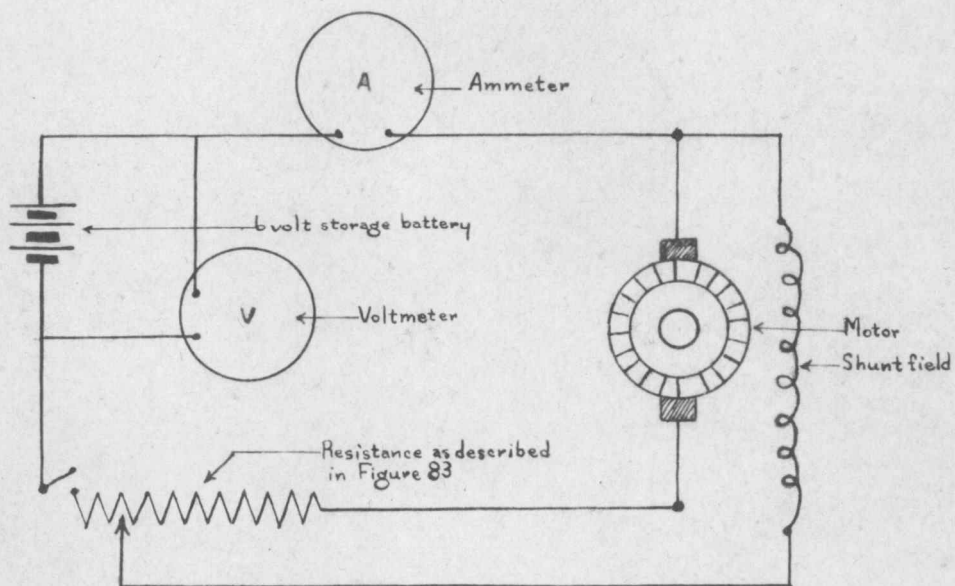 A
Ammeter
6 volt storage battery
V
Voltmeter
Motor
Shunt field
Resistance as described
in Figure 83